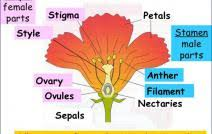 female
parts
Stigma
Style
Petals
Stamen
male
parts
Ovary
Ovules
Anther
Filament
Nectaries
Sepals